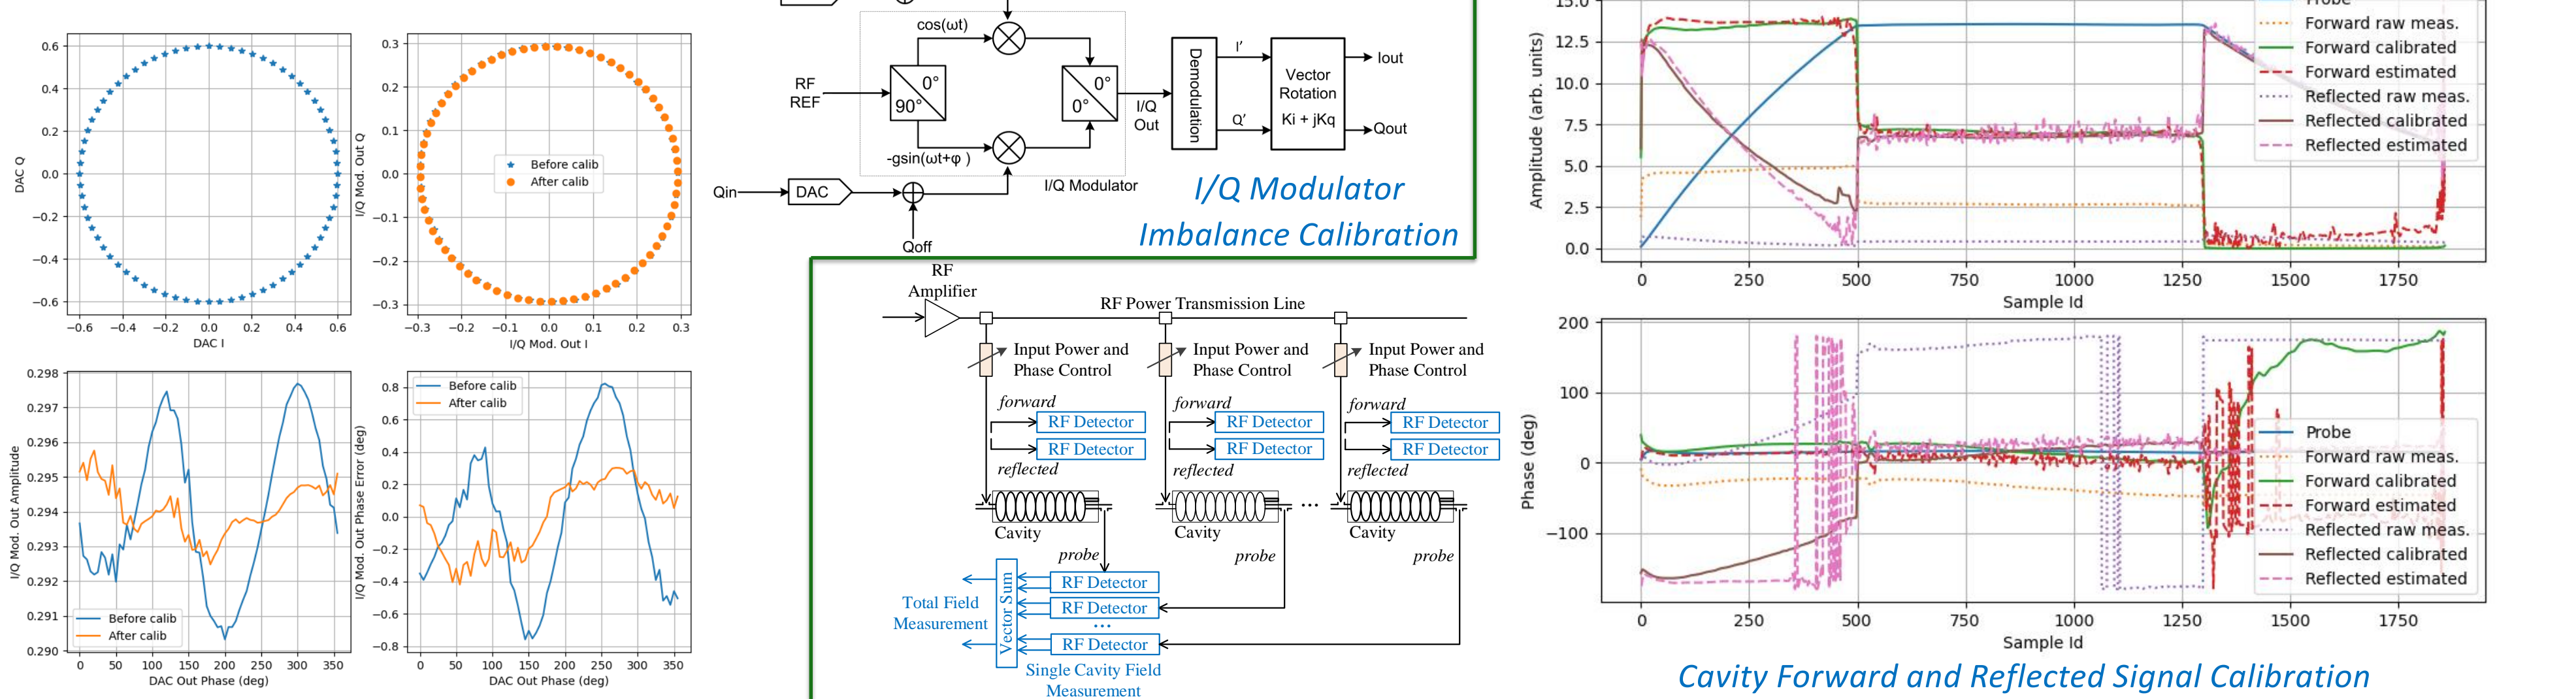 0.6
0.4
0.2
0.0
−0.2
−0.4
−0.6
DAC Q
−0.6 −0.4 −0.2 0.0 0.2 0.4 0.6
DAC I
0.3
0.2
0.1
0.0
−0.1
−0.2
−0.3
I/Q Mod. Out Q
Before calib
After calib
−0.3 −0.2 −0.1 0.0 0.1 0.2 0.3
I/Q Mod. Out I
0.298
0.297
0.296
0.295
0.294
0.293
0.292
0.291
0.290
I/Q Mod. Out Amplitude
Before calib
After calib
0 50 100 150 200 250 300 350
DAC Out Phase (deg)
0.8
0.6
0.4
0.2
0.0
−0.2
−0.4
−0.6
−0.8
I/Q Mod. Out Phase Error (deg)
Before calib
After calib
0 50 100 150 200 250 300 350
DAC Out Phase (deg)
cos(ωt)
RF
REF
0°
90°
0°
0°
-gsin(ωt+φ )
I/Q Modulator
I/Q
Out
Demodulation
I’
Q’
Vector
Rotation
Ki + jKq
Iout
Qout
Qin
DAC
Qoff
I/Q Modulator
Imbalance Calibration
RF
Amplifier
RF Power Transmission Line
Input Power and
Phase Control
Input Power and
Phase Control
Input Power and
Phase Control
forward
RF Detector
RF Detector
reflected
forward
RF Detector
RF Detector
reflected
forward
RF Detector
RF Detector
reflected
Cavity
Cavity
...
Cavity
probe
probe
probe
RF Detector
RF Detector
...
RF Detector
Vector Sum
Total Field
Measurement
Single Cavity Field
Measurement
15.0
12.5
10.0
7.5
5.0
2.5
0.0
Amplitude (arb. units)
Probe
Forward raw meas.
Forward calibrated
Forward estimated
Reflected raw meas.
Reflected calibrated
Reflected estimated
0 250 500 750 1000 1250 1500 1750
Sample Id
200
100
0
−100
Phase (deg)
Probe
Forward raw meas.
Forward calibrated
Forward estimated
Reflected raw meas.
Reflected calibrated
Reflected estimated
0 250 500 750 1000 1250 1500 1750
Sample Id
Cavity Forward and Reflected Signal Calibration